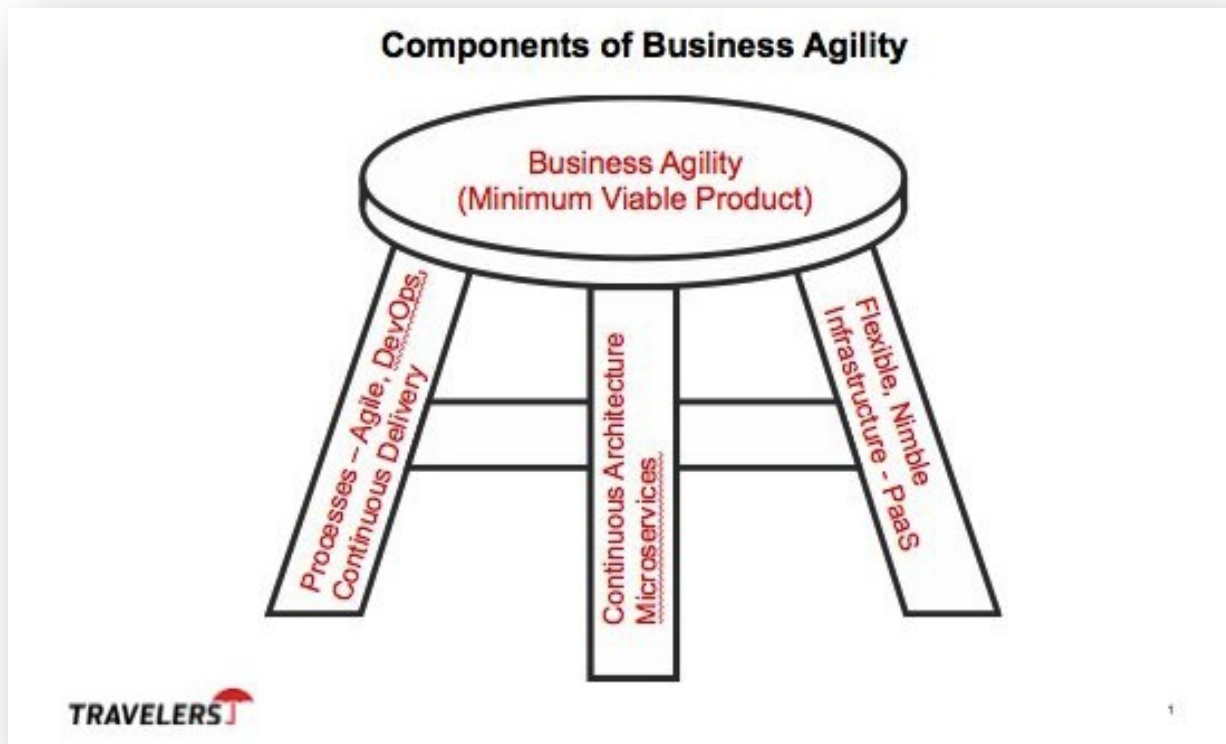 Components of Business Agility
Business Agility
(Minimum Viable Product)
Processes – Agile, DevOps,
Continuous Delivery
Continuous Architecture
Microservices
Flexible, Nimble
Infrastructure - PaaS
TRAVELERS
1